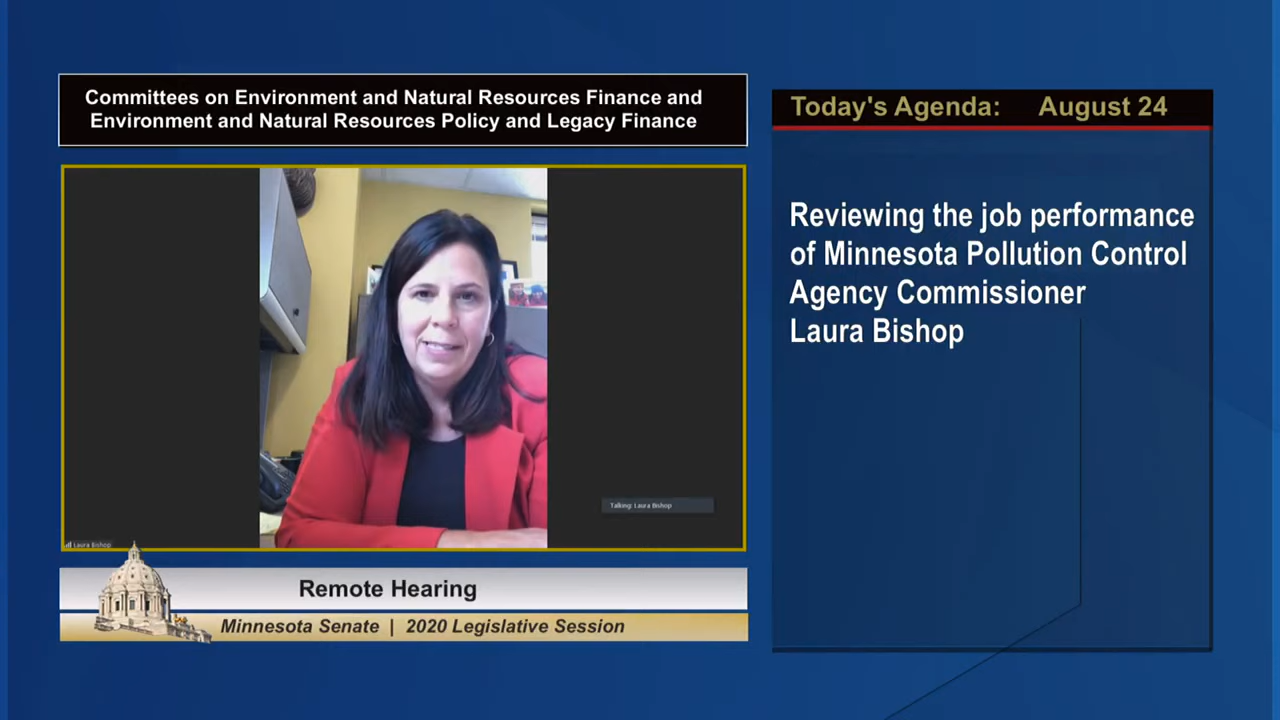 Committees on Environment and Natural Resources Finance and
Environment and Natural Resources Policy and Legacy Finance
Today's Agenda: August 24
Reviewing the job performance
of Minnesota Pollution Control
Agency Commissioner
Laura Bishop
Talking: Laura Bishop
Laura Bishop
Remote Hearing
Minnesota Senate | 2020 Legislative Session